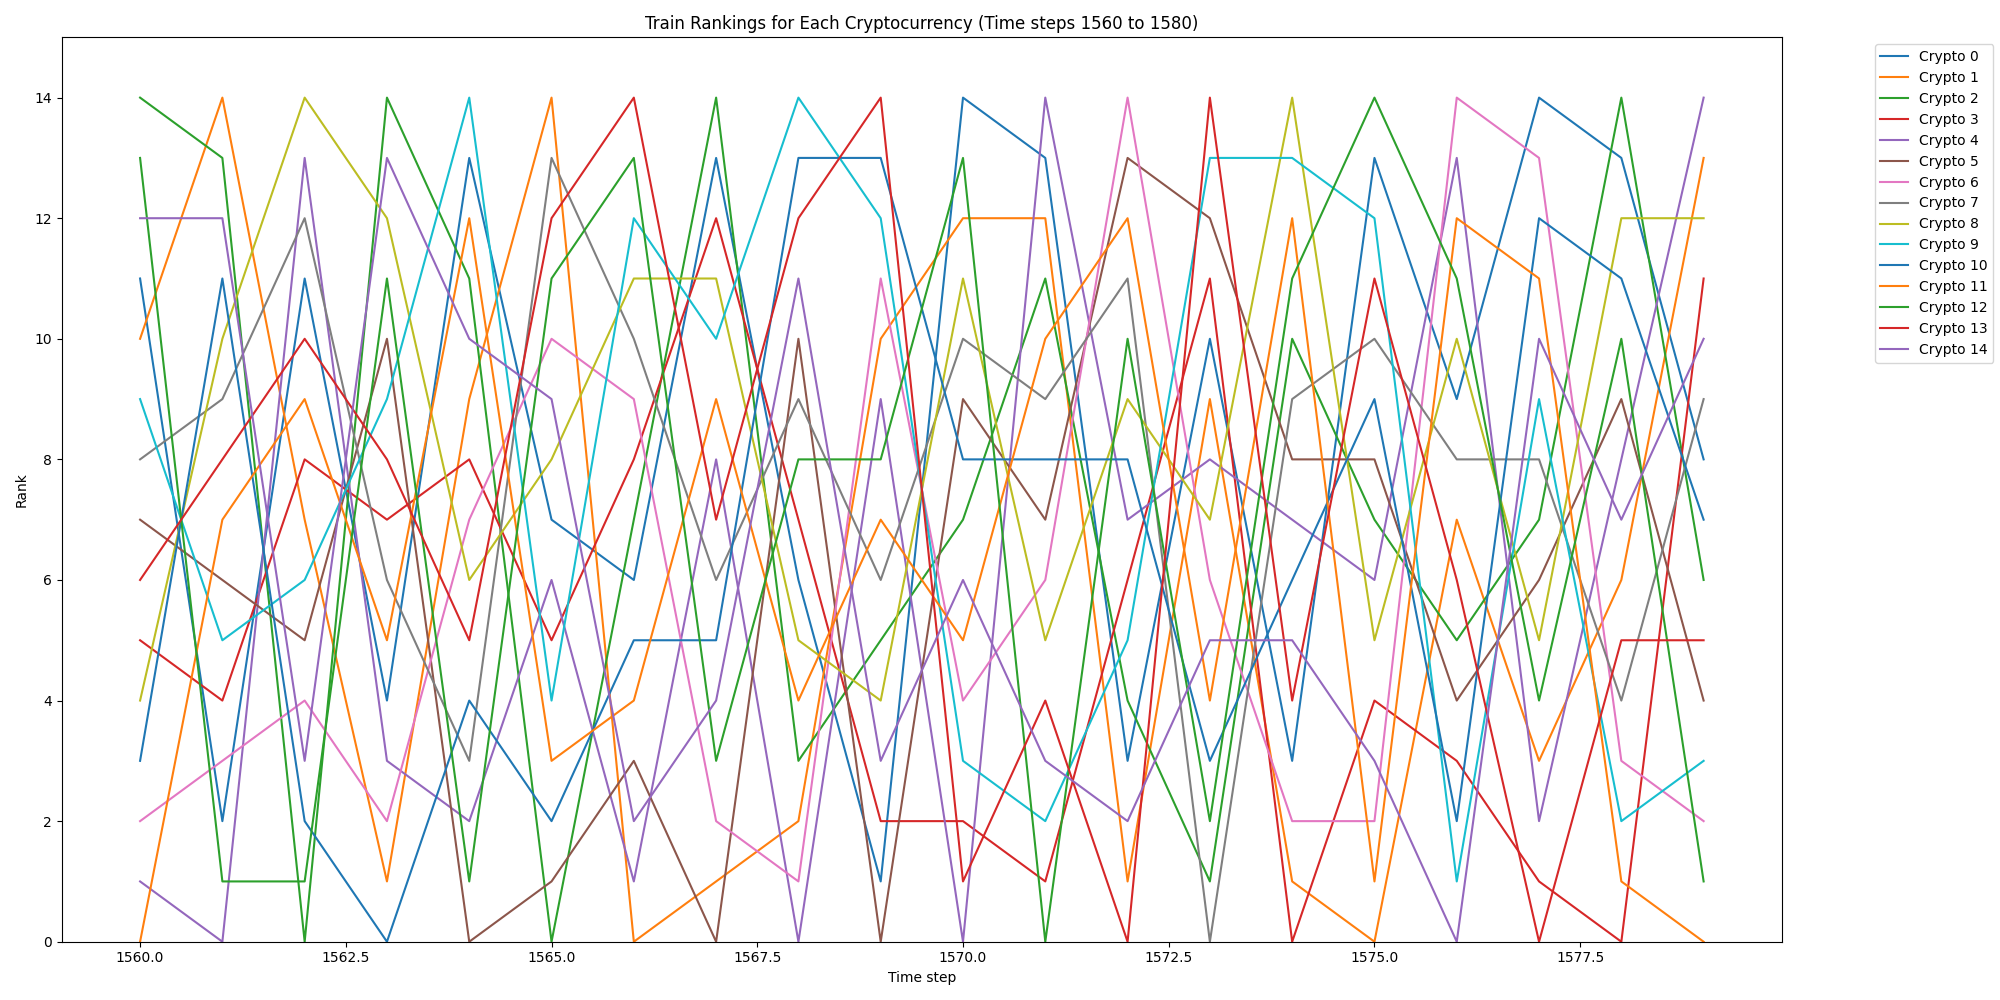 Train Rankings for Each Cryptocurrency (Time steps 1560 to 1580)
Crypto 0
Crypto 1
Crypto 2
Crypto 3
Crypto 4
Crypto 5
Crypto 6
Crypto 7
Crypto 8
Crypto 9
Crypto 10
Crypto 11
Crypto 12
Crypto 13
Crypto 14
Rank
14
12
10
8
6
4
2
0
1560.0 1562.5 1565.0 1567.5 1570.0 1572.5 1575.0 1577.5
Time step